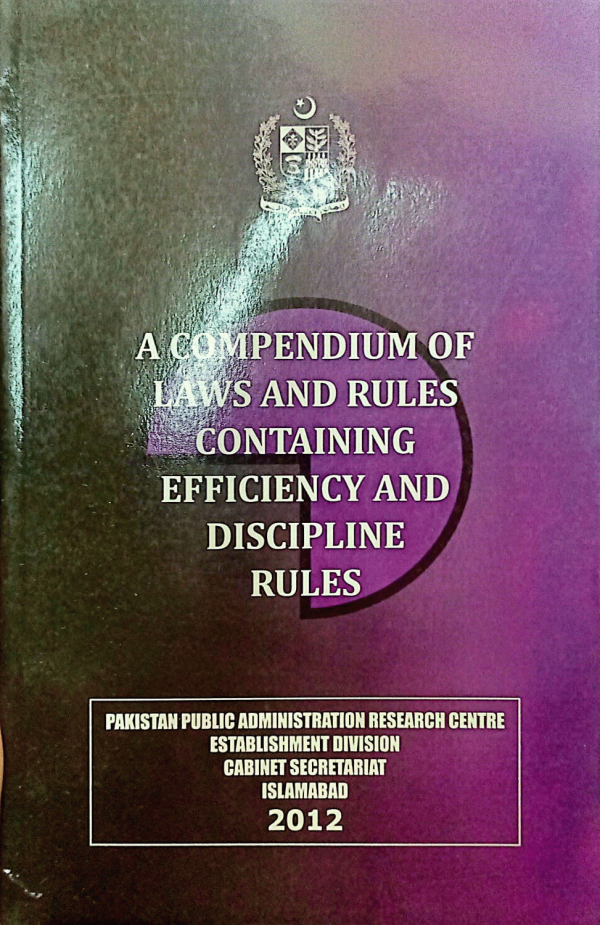 A COMPENDIUM OF
LAWS AND RULES
CONTAINING
EFFICIENCY AND
DISCIPLINE
RULES
PAKISTAN PUBLIC ADMINISTRATION RESEARCH CENTRE
ESTABLISHMENT DIVISION
CABINET SECRETARIAT
ISLAMABAD
2012